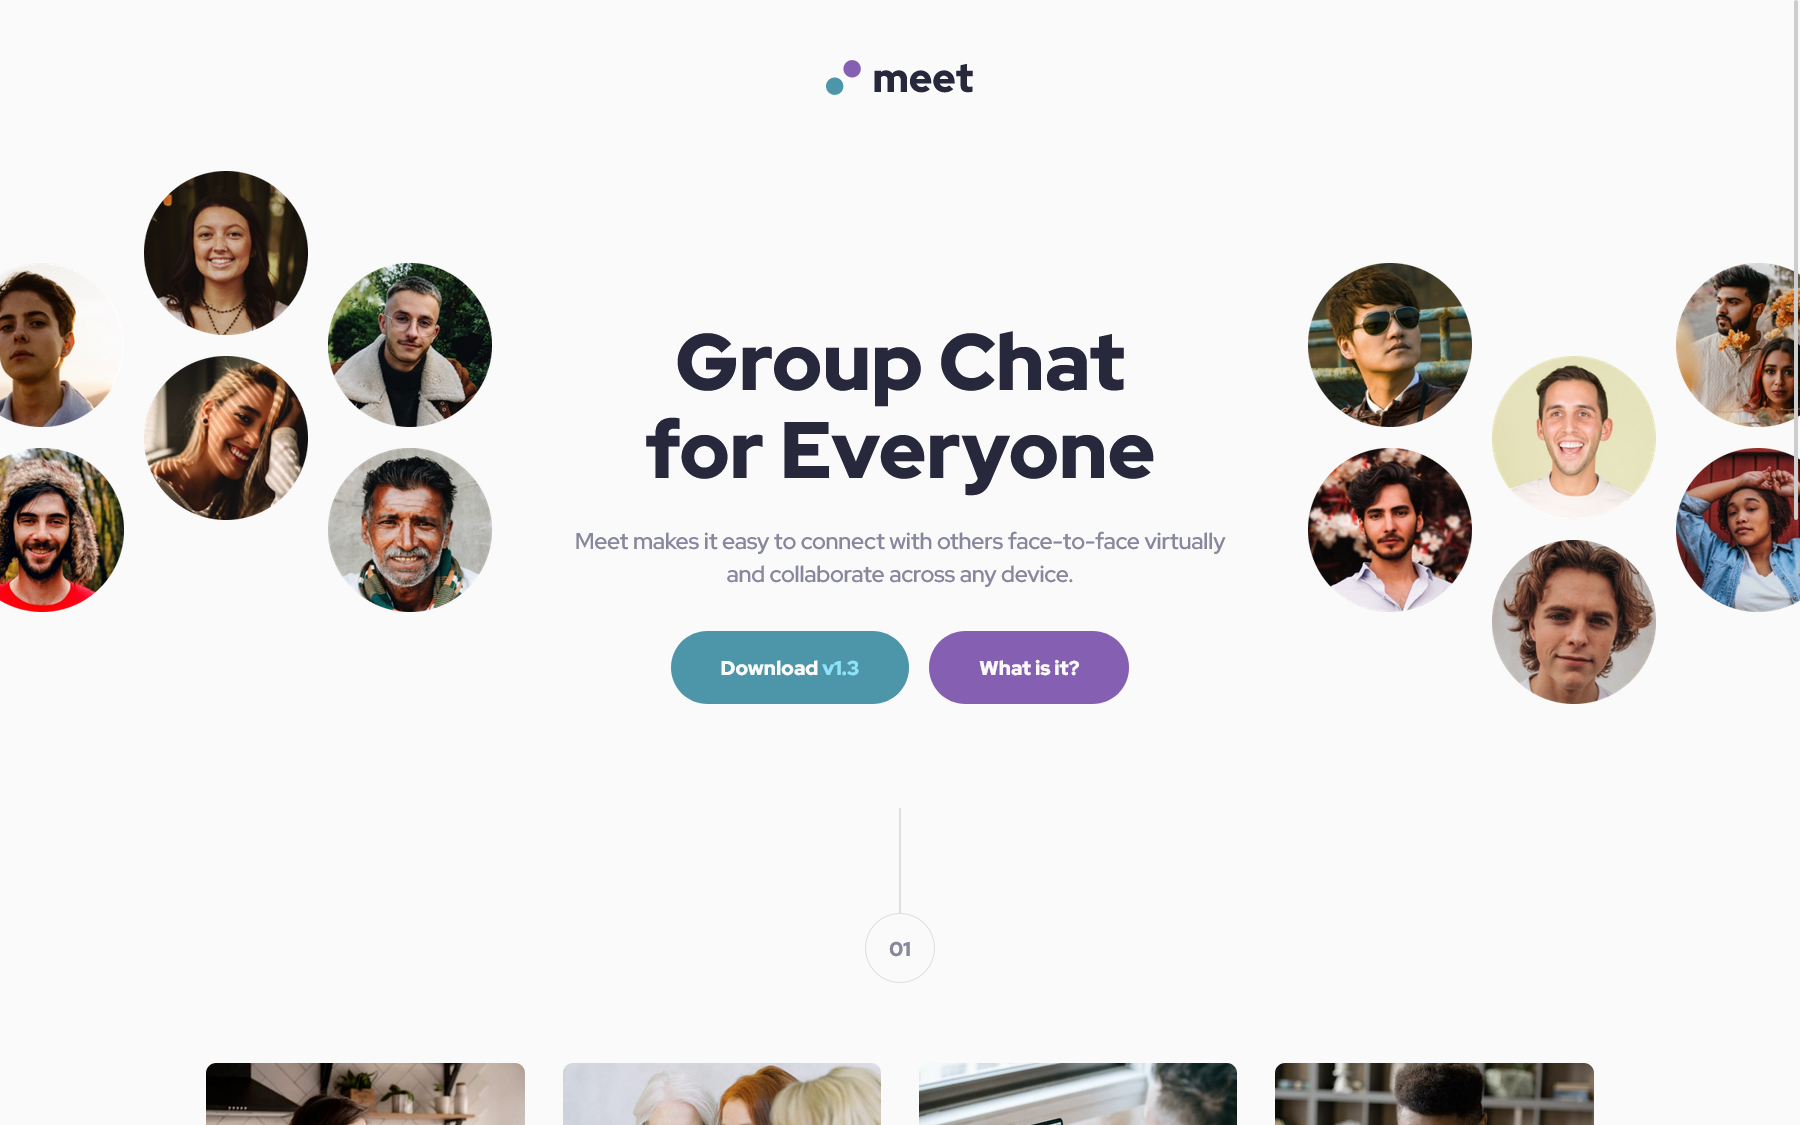 meet
Group Chat
for Everyone
Meet makes it easy to connect with others face-to-face virtually
and collaborate across any device.
Download v1.3
What is it?
01